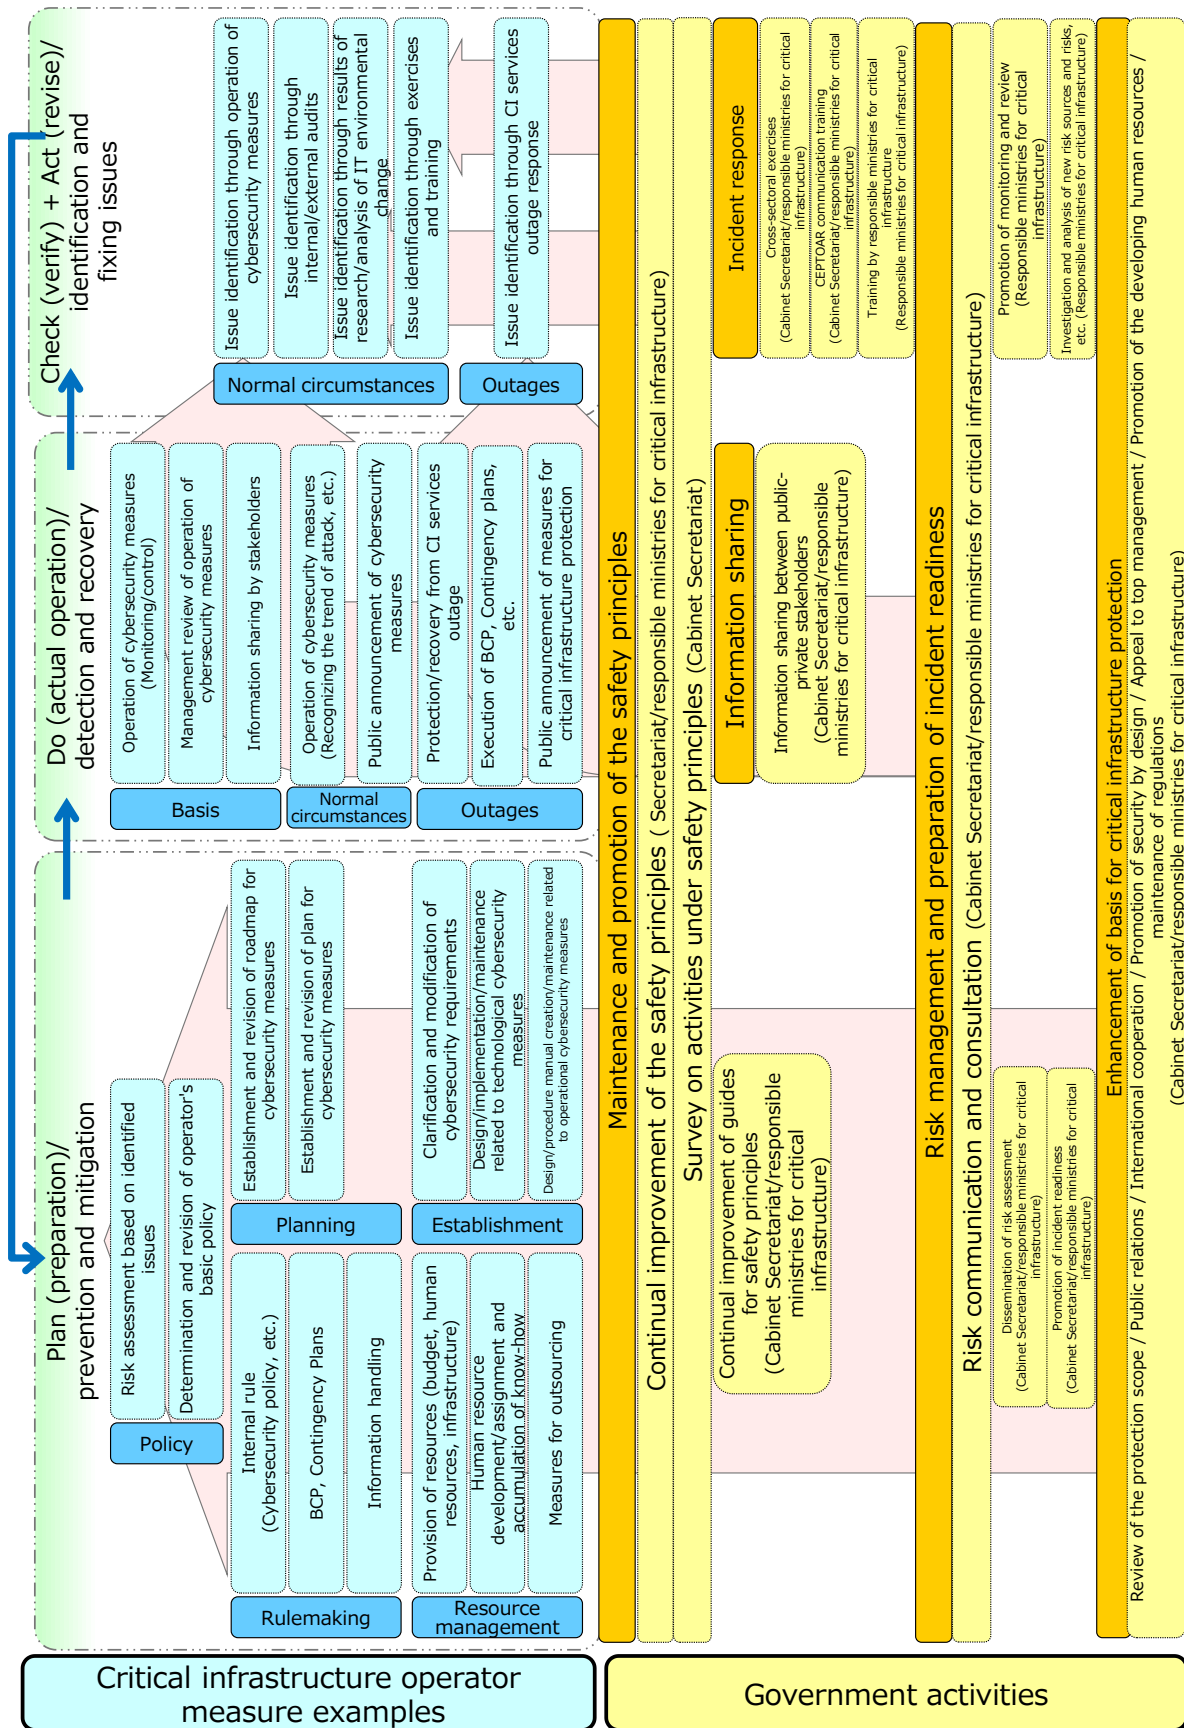 Critical infrastructure operator
measure examples
Plan (preparation)/
prevention and mitigation
Policy
Risk assessment based on identified
issues
Determination and revision of operator's
basic policy
Rulemaking
Internal rule
(Cybersecurity policy, etc.)
BCP, Contingency Plans
Information handling
Planning
Establishment and revision of roadmap for
cybersecurity measures
Establishment and revision of plan for
cybersecurity measures
Resource
management
Provision of resources (budget, human
resources, infrastructure)
Human resource
development/assignment and
accumulation of know-how
Measures for outsourcing
Establishment
Clarification and modification of
cybersecurity requirements
Design/implementation/maintenance
related to technological cybersecurity
measures
Design/procedure manual creation/maintenance related
to operational cybersecurity measures
Do (actual operation)/
detection and recovery
Basis
Operation of cybersecurity measures
(Monitoring/control)
Management review of operation of
cybersecurity measures
Information sharing by stakeholders
Normal
circumstances
Operation of cybersecurity measures
(Recognizing the trend of attack, etc.)
Public announcement of cybersecurity
measures
Outages
Protection/recovery from CI services
outage
Execution of BCP, Contingency plans,
etc.
Public announcement of measures for
critical infrastructure protection
Check (verify) + Act (revise)/
identification and
fixing issues
Normal circumstances
Issue identification through operation of
cybersecurity measures
Issue identification through
internal/external audits
Issue identification through results of
research/analysis of IT environmental
change
Issue identification through exercises
and training
Outages
Issue identification through CI services
outage response
Government activities
Maintenance and promotion of the safety principles
Continual improvement of the safety principles ( Secretariat/responsible ministries for critical infrastructure)
Survey on activities under safety principles (Cabinet Secretariat)
Continual improvement of guides
for safety principles
(Cabinet Secretariat/responsible
ministries for critical
infrastructure)
Information sharing
Information sharing between public-
private stakeholders
(Cabinet Secretariat/responsible
ministries for critical infrastructure)
Incident response
Cross-sectoral exercises
(Cabinet Secretariat/responsible ministries for critical
infrastructure)
CEPTOAR communication training
(Cabinet Secretariat/responsible ministries for critical
infrastructure)
Training by responsible ministries for critical
infrastructure
(Responsible ministries for critical infrastructure)
Risk management and preparation of incident readiness
Risk communication and consultation (Cabinet Secretariat/responsible ministries for critical infrastructure)
Dissemination of risk assessment
(Cabinet Secretariat/responsible ministries for critical
infrastructure)
Promotion of incident readiness
(Cabinet Secretariat/responsible ministries for critical
infrastructure)
Promotion of monitoring and review
(Responsible ministries for critical
infrastructure)
Investigation and analysis of new risk sources and risks,
etc. (Responsible ministries for critical infrastructure)
Enhancement of basis for critical infrastructure protection
Review of the protection scope / Public relations / International cooperation / Promotion of security by design / Appeal to top management / Promotion of the developing human resources /
maintenance of regulations
(Cabinet Secretariat/responsible ministries for critical infrastructure)